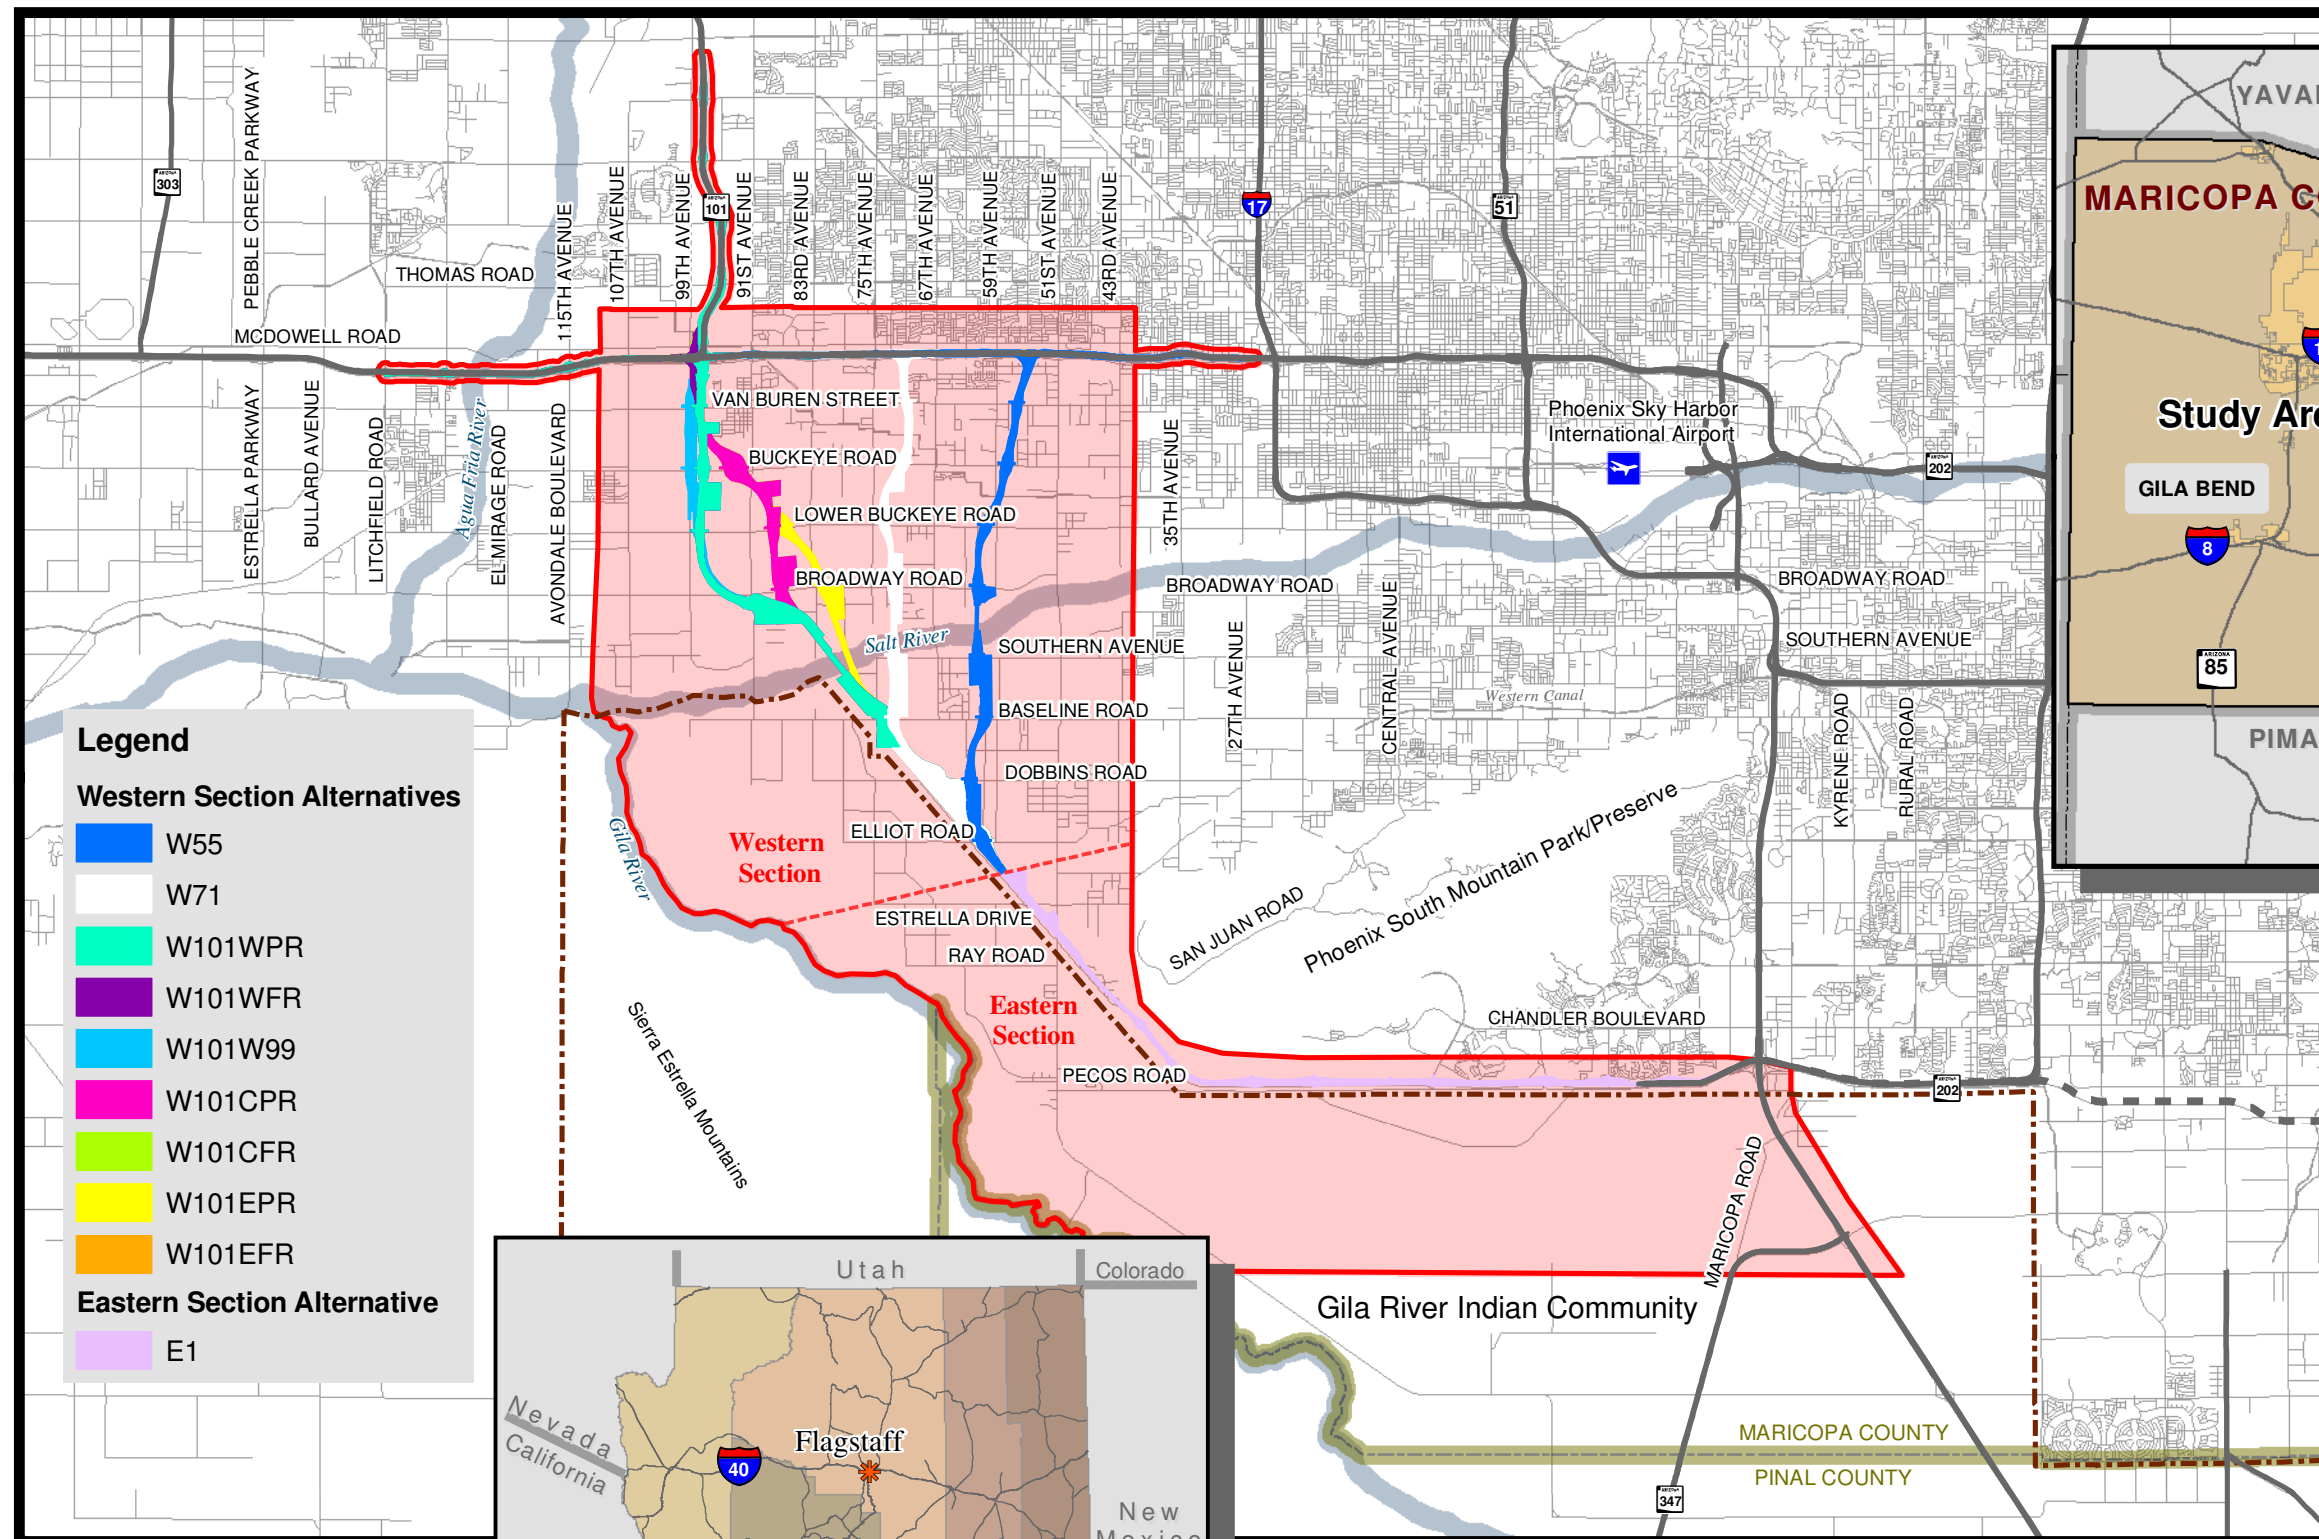 303
PEBBLE CREEK PARKWAY
THOMAS ROAD
115TH AVENUE
107TH AVENUE
99TH AVENUE
ARIZONA
101
91ST AVENUE
83RD AVENUE
75TH AVENUE
67TH AVENUE
59TH AVENUE
51ST AVENUE
43RD AVENUE
17
51
MCDOWELL ROAD
ESTRELLA PARKWAY
BULLARD AVENUE
LITCHFIELD ROAD
Agua Fria River
EL MIRAGE ROAD
AVONDALE BOULEVARD
VAN BUREN STREET
BUCKEYE ROAD
LOWER BUCKEYE ROAD
BROADWAY ROAD
Salt River
SOUTHERN AVENUE
BASELINE ROAD
DOBBINS ROAD
ELLIOT ROAD
35TH AVENUE
BROADWAY ROAD
27TH AVENUE
CENTRAL AVENUE
Western Canal
Phoenix Sky Harbor
International Airport
202
BROADWAY ROAD
SOUTHERN AVENUE
KYRENE ROAD
RURAL ROAD
Western
Section
Gila River
ESTRELLA DRIVE
RAY ROAD
Eastern
Section
PECOS ROAD
SAN JUAN ROAD
Phoenix South Mountain Park/Preserve
CHANDLER BOULEVARD
202
Sierra Estrella Mountains
MARICOPA ROAD
Gila River Indian Community
MARICOPA COUNTY
PINAL COUNTY
347
Legend
Western Section Alternatives
W55
W71
W101WPR
W101WFR
W101W99
W101CPR
W101CFR
W101EPR
W101EFR
Eastern Section Alternative
E1
Utah
Colorado
Nevada
California
40
Flagstaff
New
Mexico
YAVA
MARICOPA C
Study Are
GILA BEND
8
ARIZONA
85
PIMA